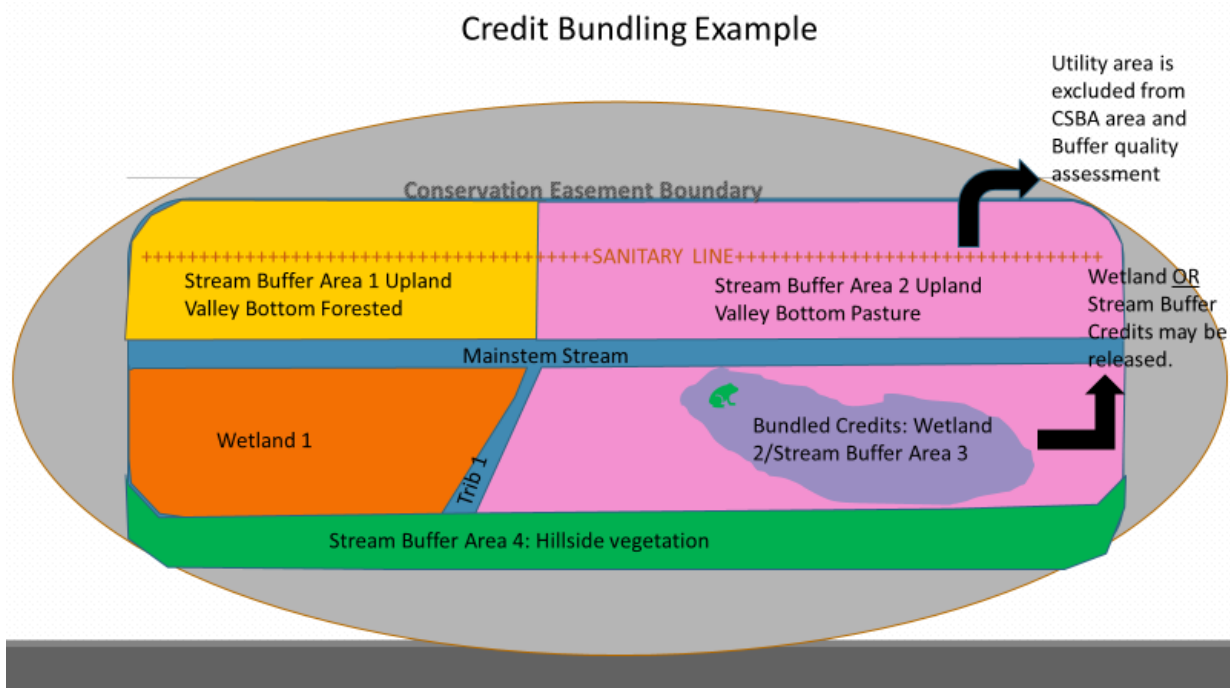 Credit Bundling Example
Utility area is
excluded from
CSBA area and
Buffer quality
assessment
Conservation Easement Boundary
++++++++++++++++++++++++++++++++++++++++++SANITARY LINE++++++++++++++++++++++++++++++++++
Stream Buffer Area 1 Upland
Valley Bottom Forested
Stream Buffer Area 2 Upland
Valley Bottom Pasture
Wetland OR
Stream Buffer
Credits may be
released.
Mainstem Stream
Wetland 1
Trib 1
Bundled Credits: Wetland
2/Stream Buffer Area 3
Stream Buffer Area 4: Hillside vegetation